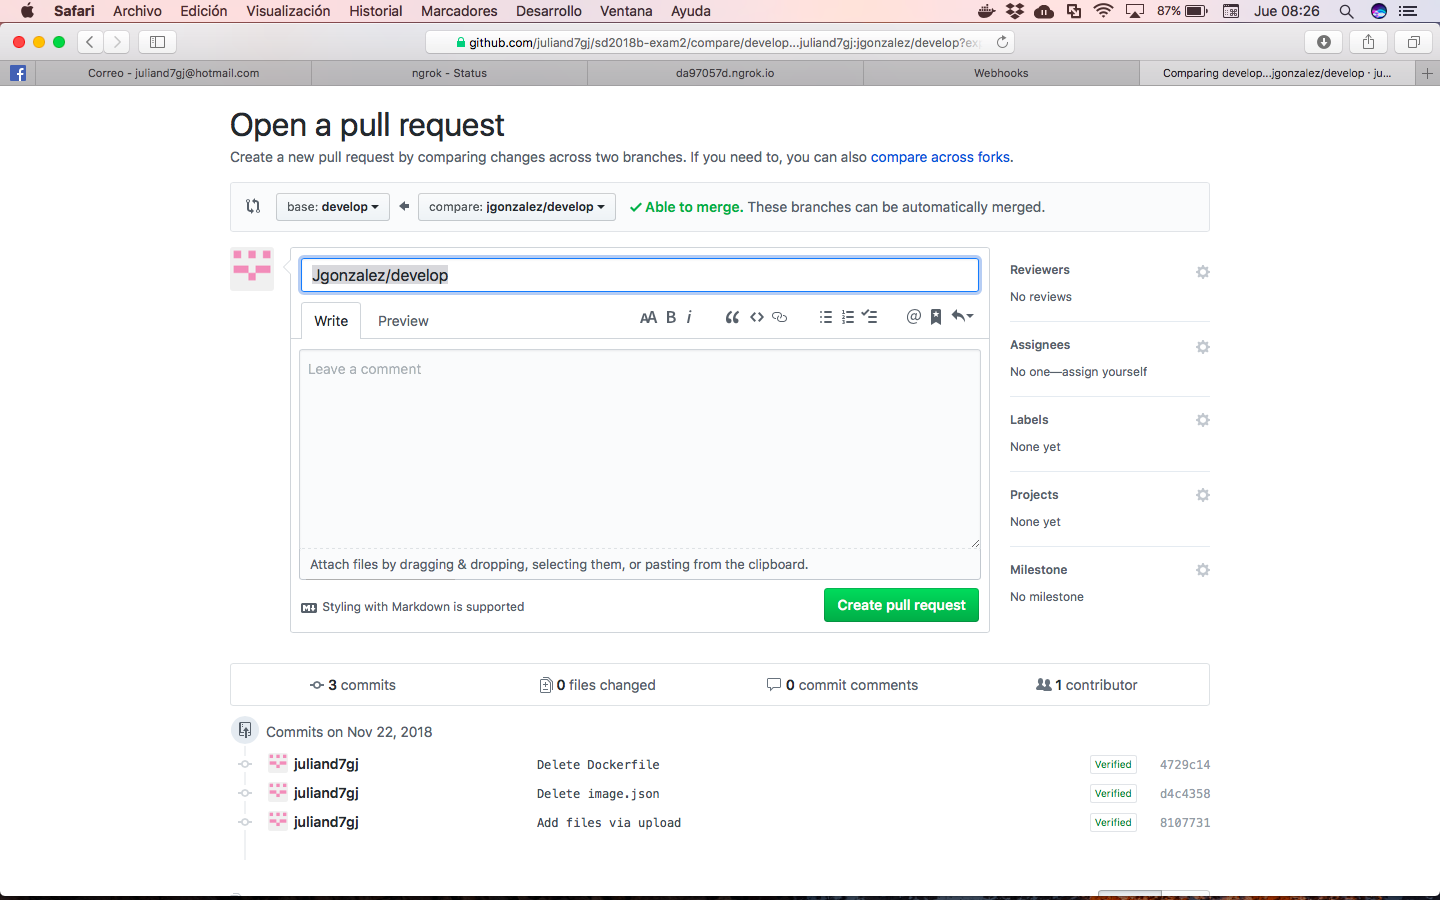 Safari Archivo Edición Visualización Historial Marcadores Desarrollo Ventana Ayuda 87% Jue 08:26
github.com/juliand7gj/sd2018b-exam2/compare/develop...juliand7gj:jgonzalez/develop?ex
Correo - juliand7gj@hotmail.com ngrok - Status da97057d.ngrok.io Webhooks Comparing develop...jgonzalez/develop · ju...
Open a pull request
Create a new pull request by comparing changes across two branches. If you need to, you can also compare across forks.
base: develop compare: jgonzalez/develop Able to merge. These branches can be automatically merged.
Jgonzalez/develop
Write Preview
Leave a comment
Attach files by dragging & dropping, selecting them, or pasting from the clipboard.
Styling with Markdown is supported
Create pull request
Reviewers
No reviews
Assignees
No one—assign yourself
Labels
None yet
Projects
None yet
Milestone
No milestone
3 commits 0 files changed 0 commit comments 1 contributor
Commits on Nov 22, 2018
juliand7gj Delete Dockerfile Verified 4729c14
juliand7gj Delete image.json Verified d4c4358
juliand7gj Add files via upload Verified 8107731